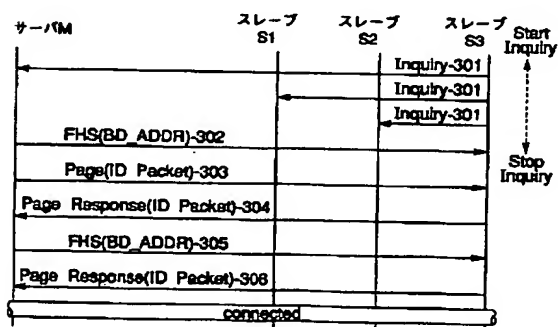 サーバM
スレーブ
S1
スレーブ
S2
スレーブ
S3
Start
Inquiry
Inquiry-301
Inquiry-301
Inquiry-301
FHS(BD_ADDR)-302
Stop
Inquiry
Page(ID Packet)-303
Page Response(ID Packet)-304
FHS(BD_ADDR)-305
Page Response(ID Packet)-306
connected